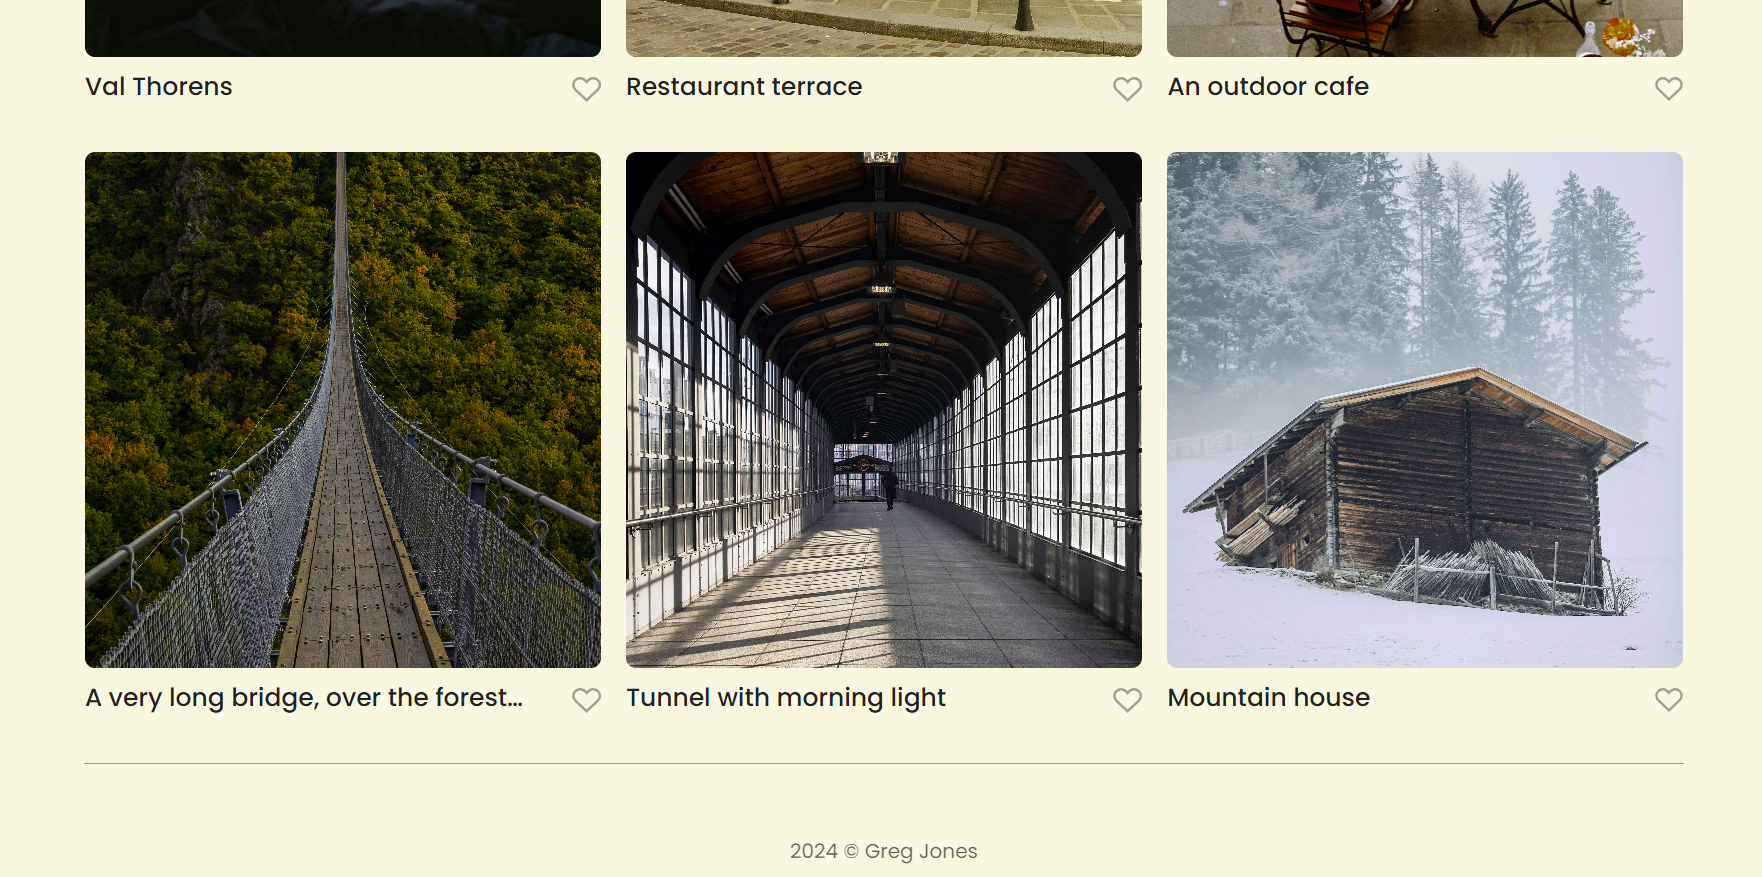 Val Thorens
Restaurant terrace
An outdoor cafe
A very long bridge, over the forest...
Tunnel with morning light
Mountain house
2024 © Greg Jones